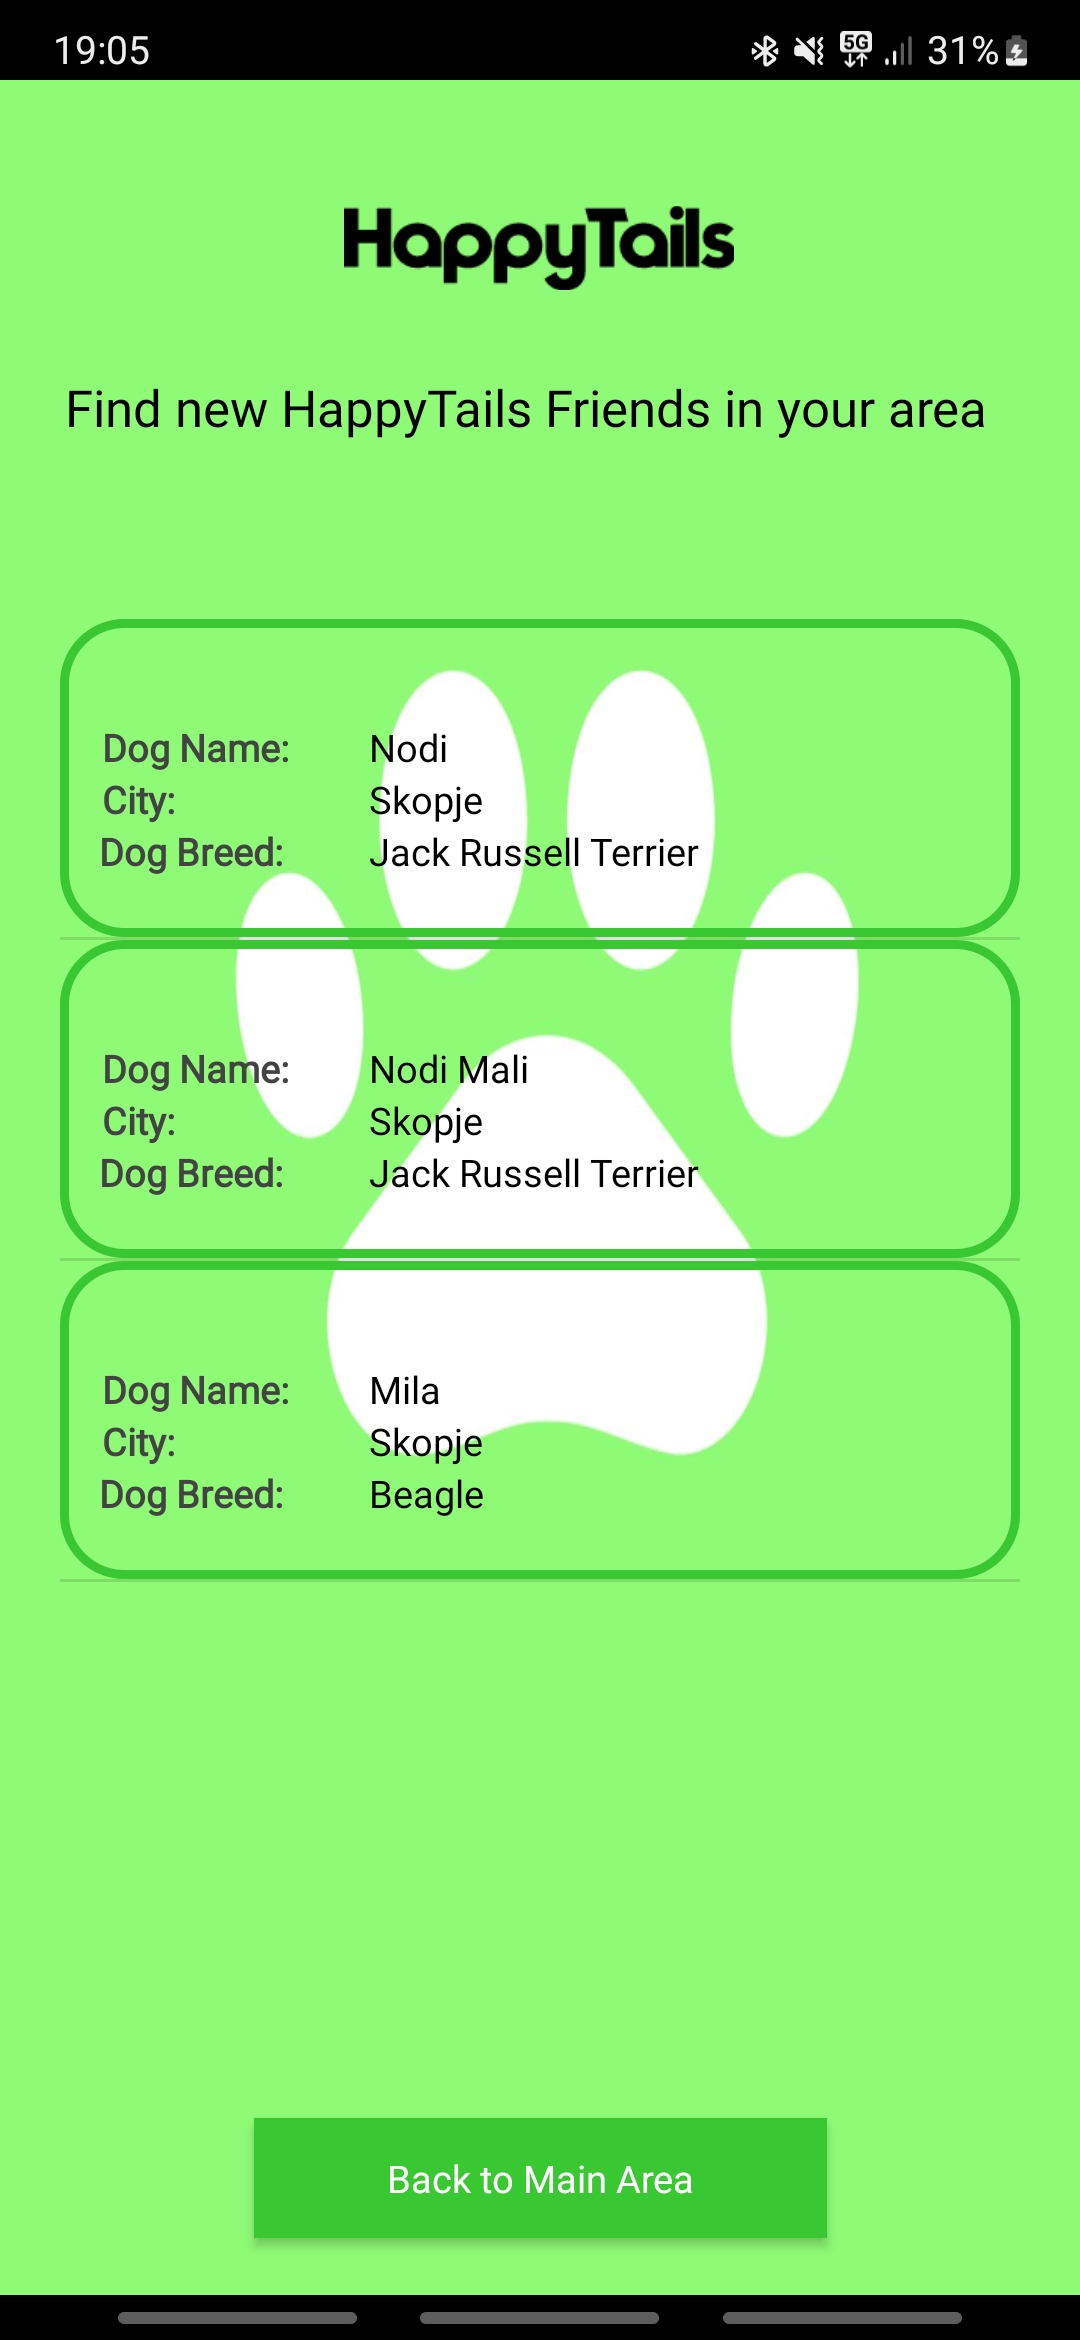 19:05 5G 31%
HappyTails
Find new HappyTails Friends in your area
Dog Name: Nodi
City: Skopje
Dog Breed: Jack Russell Terrier
Dog Name: Nodi Mali
City: Skopje
Dog Breed: Jack Russell Terrier
Dog Name: Mila
City: Skopje
Dog Breed: Beagle
Back to Main Area